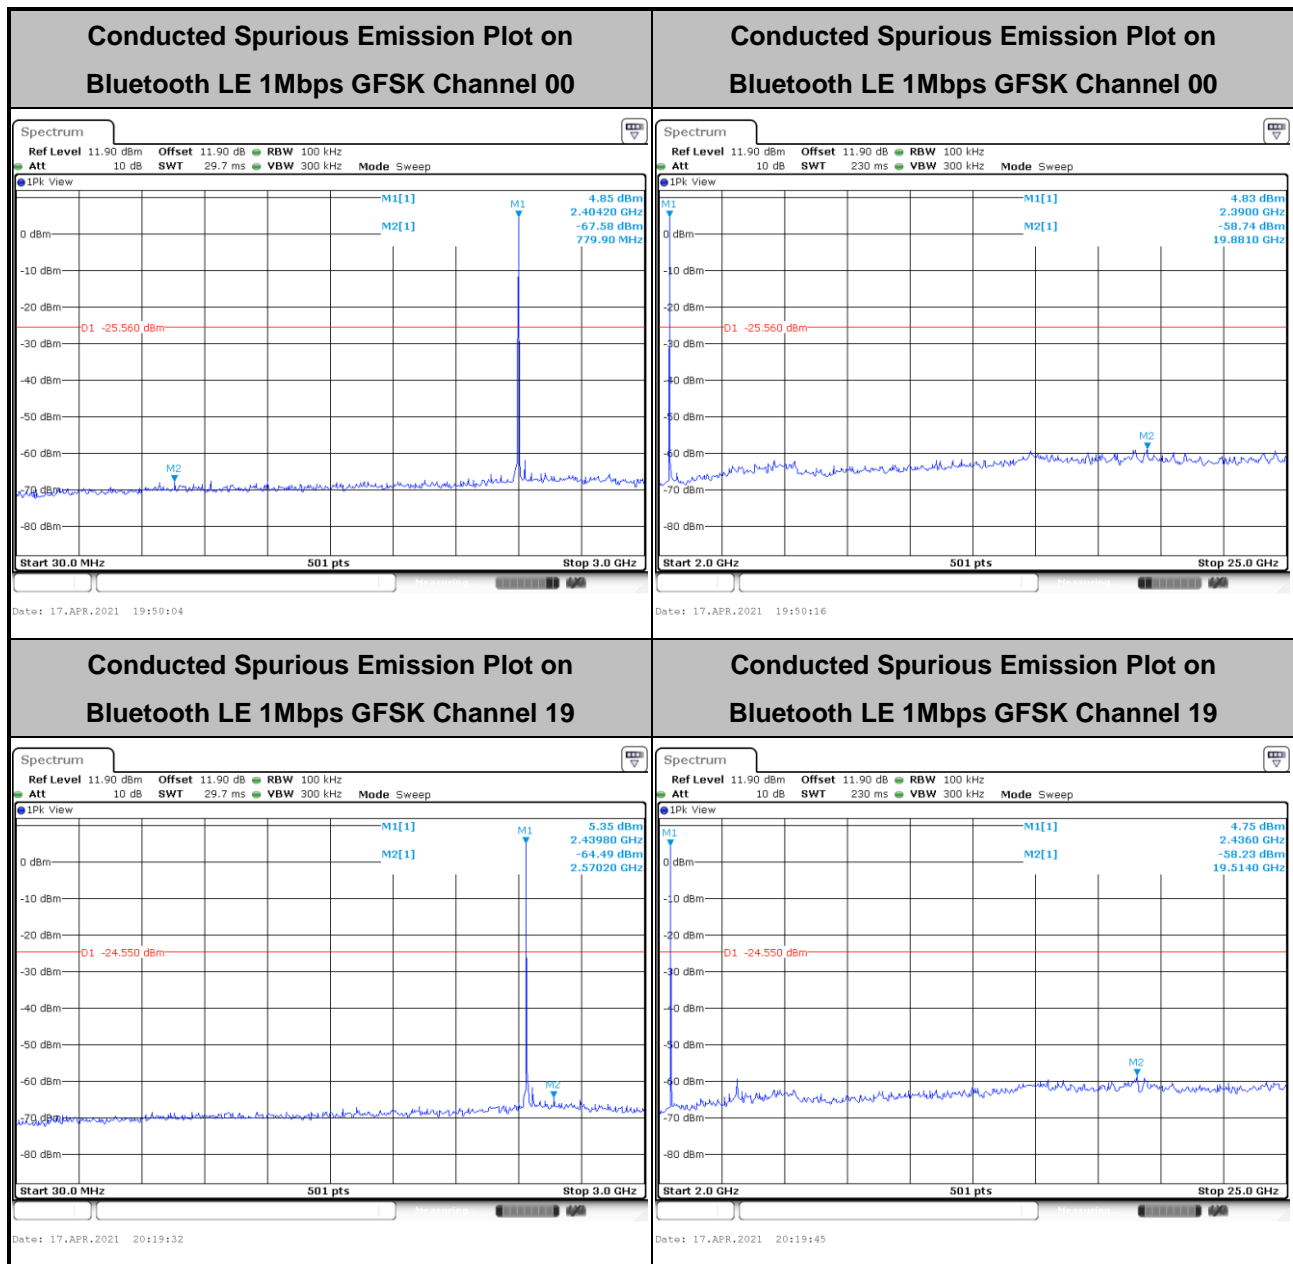 Conducted Spurious Emission Plot on
Bluetooth LE 1Mbps GFSK Channel 00
Spectrum
Ref Level 11.90 dBm Offset 11.90 dB RBW 100 kHz
Att 10 dB SWT 29.7 ms VBW 300 kHz Mode Sweep
1Pk View
M1[1] 4.85 dBm
2.40420 GHz
M2[1] -67.58 dBm
779.90 MHz
M1
0 dBm
-10 dBm
-20 dBm
D1 -25.560 dBm
-30 dBm
-40 dBm
-50 dBm
-60 dBm
M2
-70 dBm
-80 dBm
Start 30.0 MHz 501 pts Stop 3.0 GHz
Measuring
Date: 17.APR.2021 19:50:04
Conducted Spurious Emission Plot on
Bluetooth LE 1Mbps GFSK Channel 00
Spectrum
Ref Level 11.90 dBm Offset 11.90 dB RBW 100 kHz
Att 10 dB SWT 230 ms VBW 300 kHz Mode Sweep
1Pk View
M1[1] 4.83 dBm
2.3900 GHz
M2[1] -58.74 dBm
19.8810 GHz
M1
0 dBm
-10 dBm
-20 dBm
D1 -25.560 dBm
-30 dBm
-40 dBm
-50 dBm
M2
-60 dBm
-70 dBm
-80 dBm
Start 2.0 GHz 501 pts Stop 25.0 GHz
Measuring
Date: 17.APR.2021 19:50:16
Conducted Spurious Emission Plot on
Bluetooth LE 1Mbps GFSK Channel 19
Spectrum
Ref Level 11.90 dBm Offset 11.90 dB RBW 100 kHz
Att 10 dB SWT 29.7 ms VBW 300 kHz Mode Sweep
1Pk View
M1[1] 5.35 dBm
2.43980 GHz
M2[1] -64.49 dBm
2.57020 GHz
M1
0 dBm
-10 dBm
-20 dBm
D1 -24.550 dBm
-30 dBm
-40 dBm
-50 dBm
-60 dBm
M2
-70 dBm
-80 dBm
Start 30.0 MHz 501 pts Stop 3.0 GHz
Measuring
Date: 17.APR.2021 20:19:32
Conducted Spurious Emission Plot on
Bluetooth LE 1Mbps GFSK Channel 19
Spectrum
Ref Level 11.90 dBm Offset 11.90 dB RBW 100 kHz
Att 10 dB SWT 230 ms VBW 300 kHz Mode Sweep
1Pk View
M1[1] 4.75 dBm
2.4360 GHz
M2[1] -58.23 dBm
19.5140 GHz
M1
0 dBm
-10 dBm
-20 dBm
D1 -24.550 dBm
-30 dBm
-40 dBm
-50 dBm
M2
-60 dBm
-70 dBm
-80 dBm
Start 2.0 GHz 501 pts Stop 25.0 GHz
Measuring
Date: 17.APR.2021 20:19:45